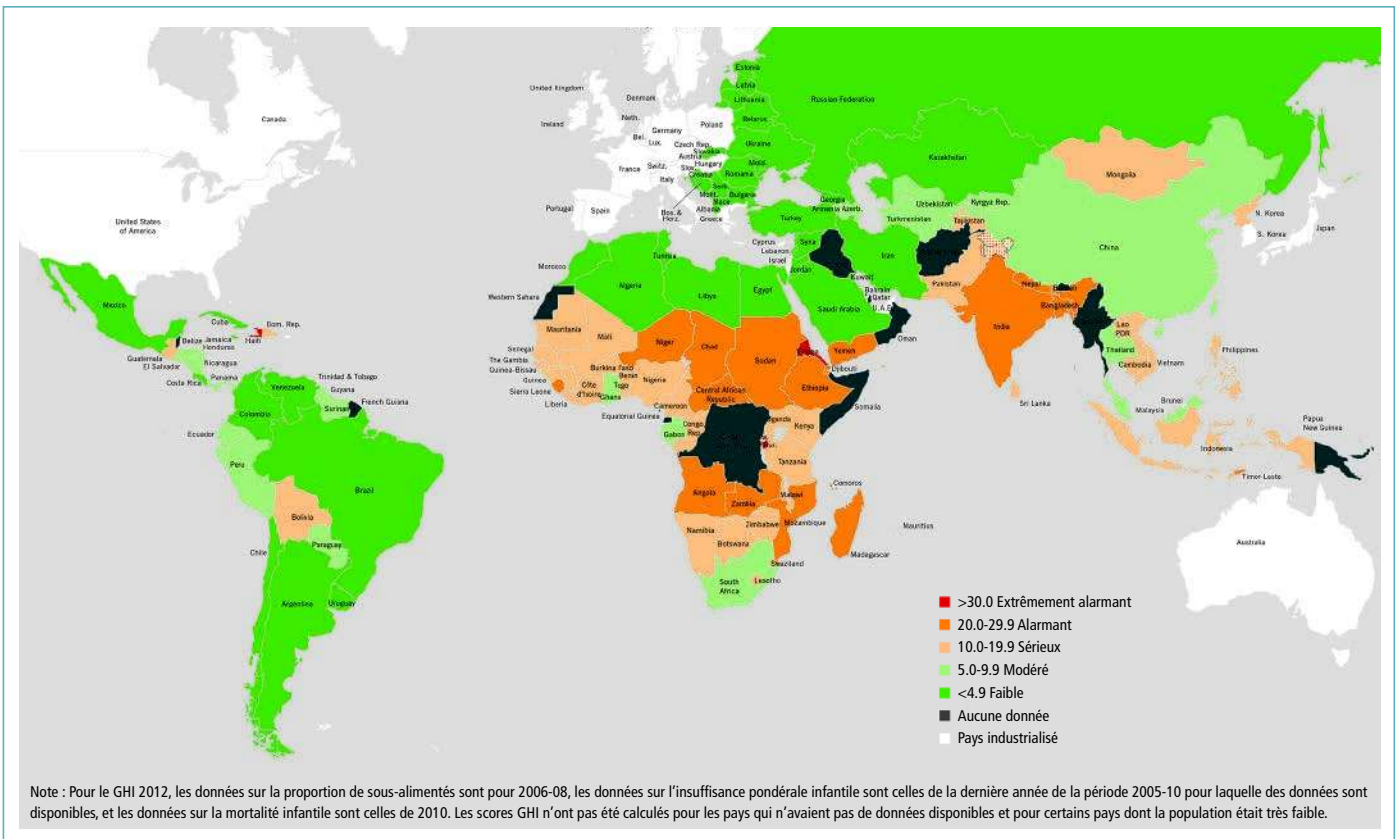 Canada
United States
of America
Mexico
Cuba
Dom. Rep.
Haiti
Belize
Jamaica
Honduras
Guatemala
El Salvador
Nicaragua
Costa Rica
Panama
Trinidad & Tobago
Guyana
Venezuela
Surinam
French Guiana
Colombia
Ecuador
Peru
Brazil
Bolivia
Paraguay
Chile
Argentina
Uruguay
United Kingdom
Ireland
Denmark
Neth.
Bel.
Lux.
Germany
Poland
Czech Rep.
Slovakia
Austria
Hungary
France
Switz.
Slov.
Croatia
Romania
Italy
Serb.
Mont.
Bulgaria
Mace.
Albania
Greece
Bos. &
Herz.
Portugal
Spain
Estonia
Latvia
Lithuania
Belarus
Ukraine
Mold.
Russian Federation
Kazakhstan
Mongolia
Georgia
Armenia Azerb.
Uzbekistan
Kyrgyz Rep.
Turkmenistan
Tajikistan
Turkey
Cyprus
Lebanon
Israel
Syria
Jordan
Iran
Kuwait
Bahrain
Qatar
U.A.E
Saudi Arabia
Oman
Yemen
Pakistan
India
Nepal
Bangladesh
Sri Lanka
China
N. Korea
S. Korea
Japan
Lao
PDR
Thailand
Cambodia
Vietnam
Philippines
Brunei
Malaysia
Indonesia
Timor-Leste
Papua
New Guinea
Australia
Morocco
Western Sahara
Algeria
Tunisia
Libya
Egypt
Mauritania
Mali
Niger
Chad
Sudan
Senegal
The Gambia
Guinea-Bissau
Guinea
Sierra Leone
Liberia
Côte
d'Ivoire
Burkina Faso
Ghana
Togo
Benin
Nigeria
Cameroon
Central African
Republic
Equatorial Guinea
Gabon
Congo,
Rep.
Ethiopia
Djibouti
Somalia
Uganda
Kenya
Tanzania
Angola
Zambia
Malawi
Comoros
Mozambique
Zimbabwe
Namibia
Botswana
Swaziland
Lesotho
South
Africa
Madagascar
Mauritius
>30.0 Extrêmement alarmant
20.0-29.9 Alarmant
10.0-19.9 Sérieux
5.0-9.9 Modéré
<4.9 Faible
Aucune donnée
Pays industrialisé
Note : Pour le GHI 2012, les données sur la proportion de sous-alimentés sont pour 2006-08, les données sur l’insuffisance pondérale infantile sont celles de la dernière année de la période 2005-10 pour laquelle des données sont
disponibles, et les données sur la mortalité infantile sont celles de 2010. Les scores GHI n’ont pas été calculés pour les pays qui n’avaient pas de données disponibles et pour certains pays dont la population était très faible.